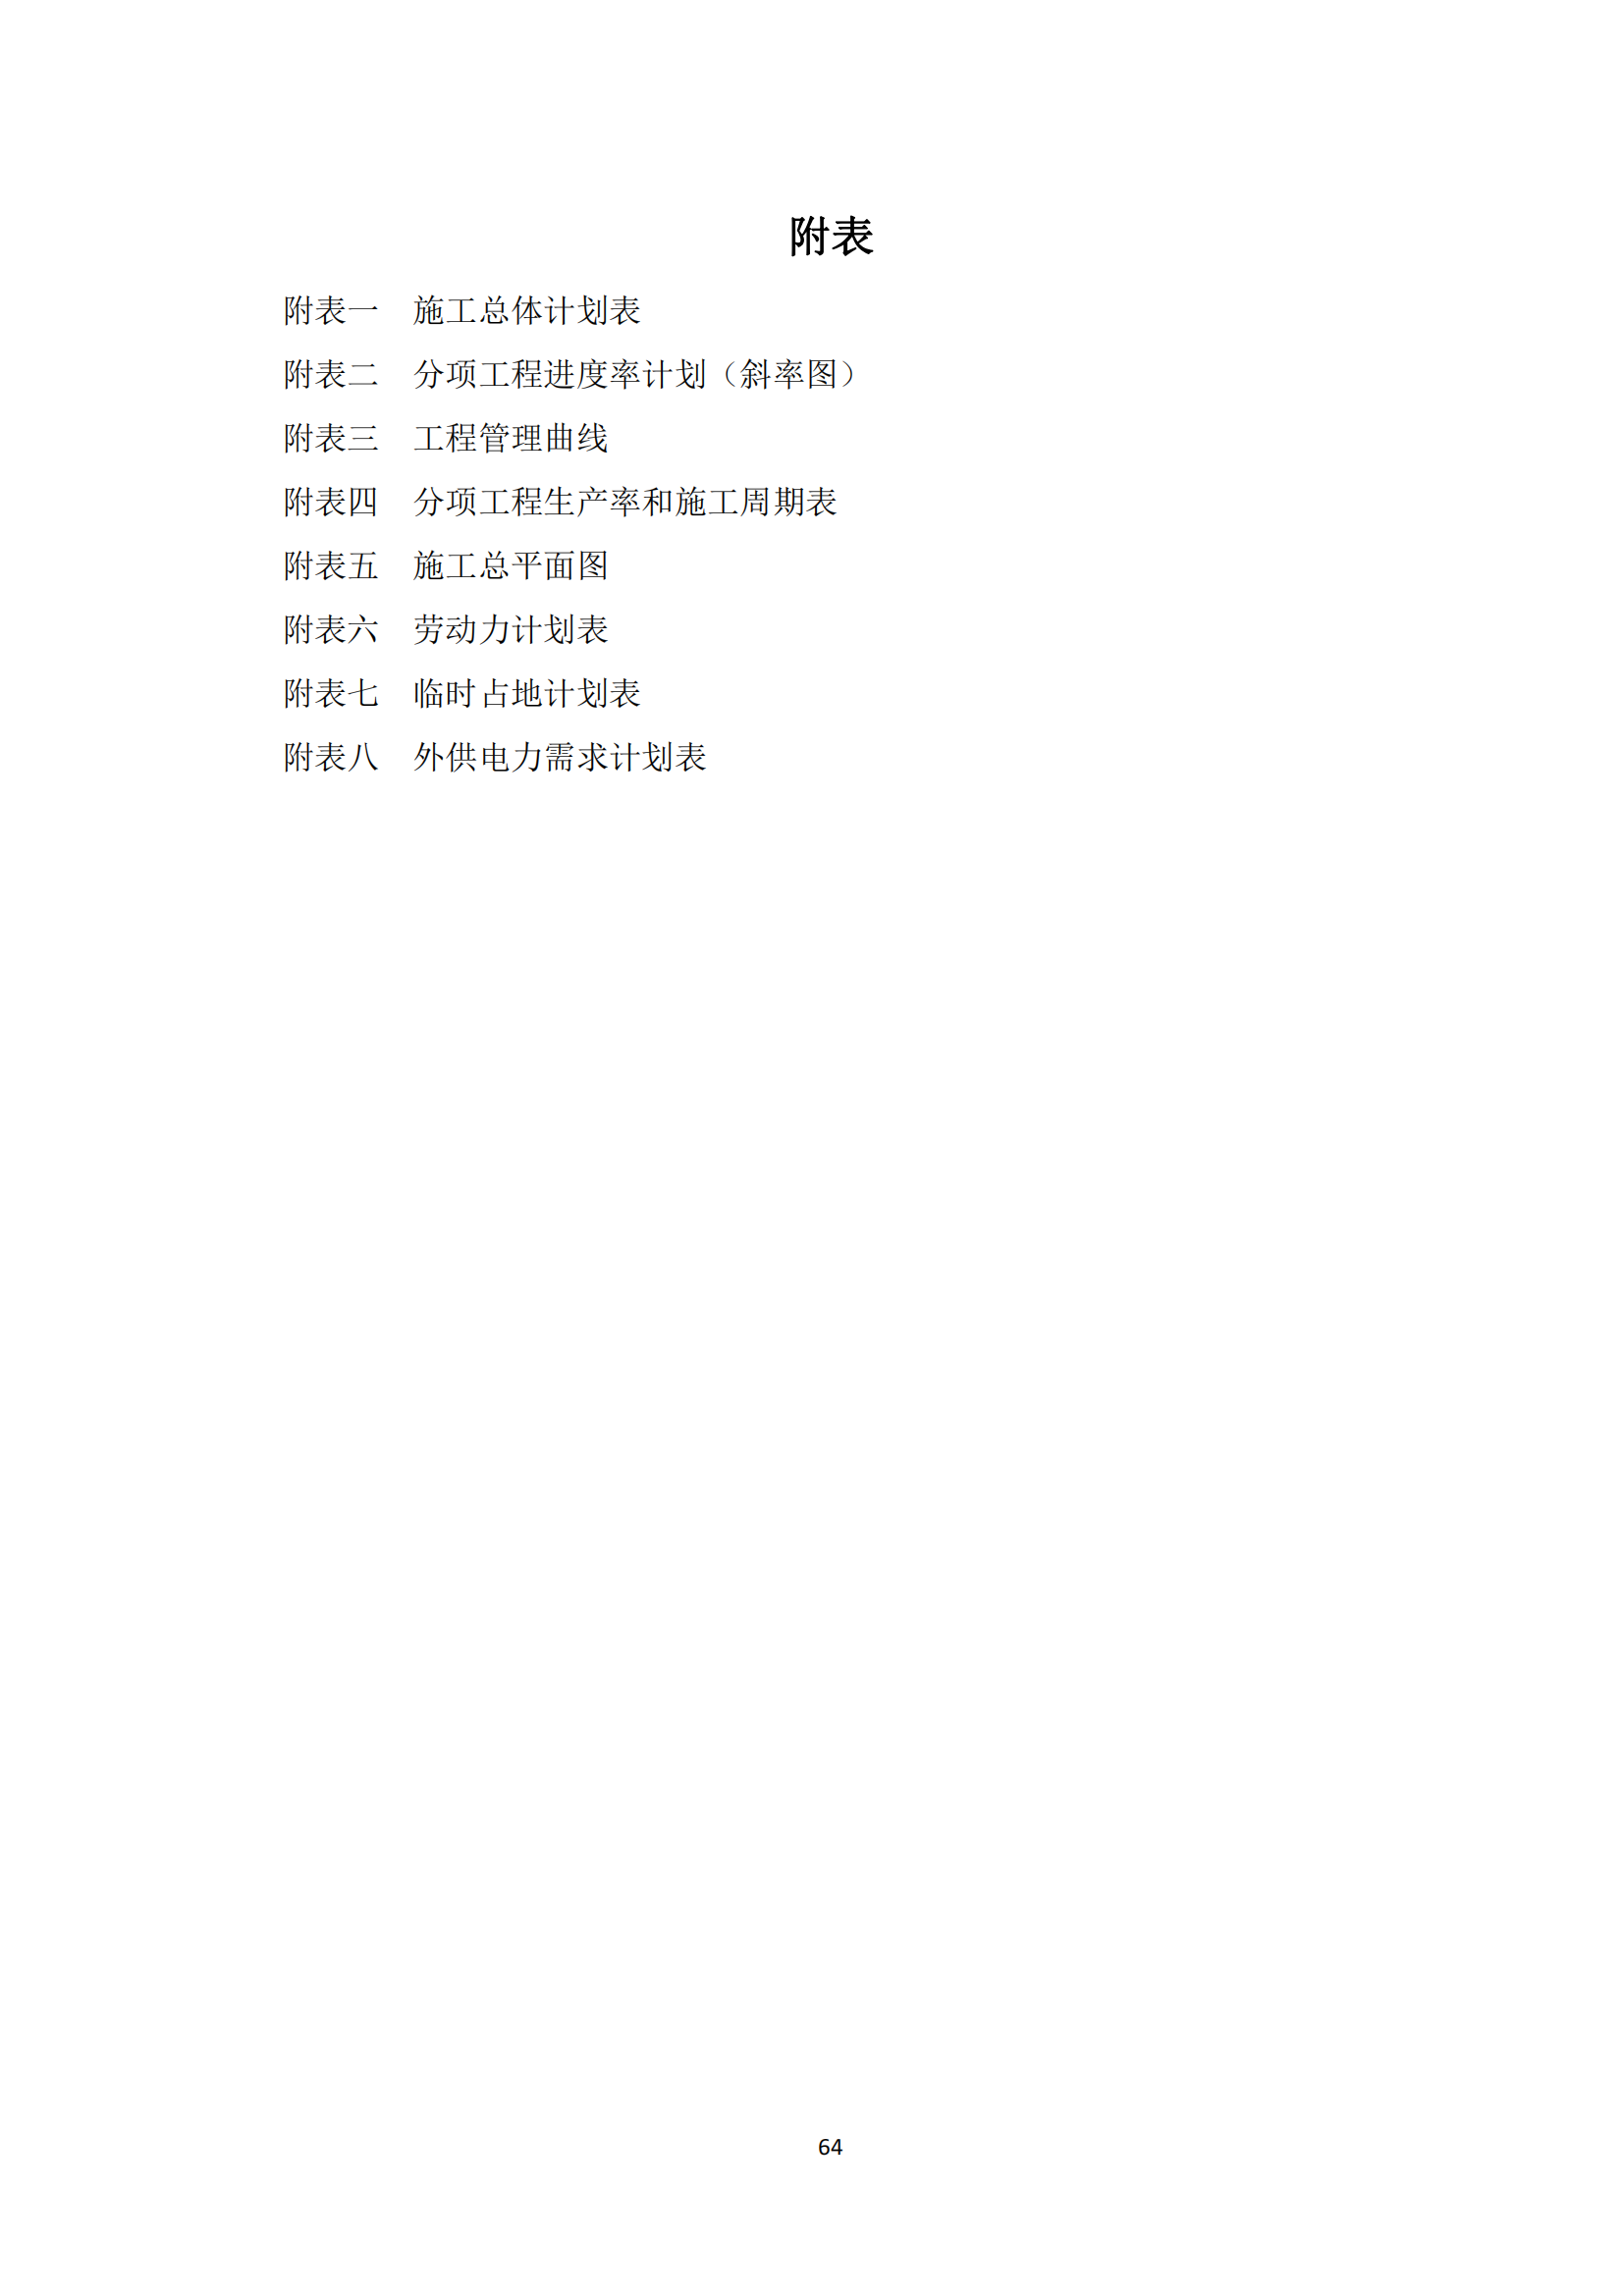 附表
附表一　施工总体计划表
附表二　分项工程进度率计划（斜率图）
附表三　工程管理曲线
附表四　分项工程生产率和施工周期表
附表五　施工总平面图
附表六　劳动力计划表
附表七　临时占地计划表
附表八　外供电力需求计划表
64